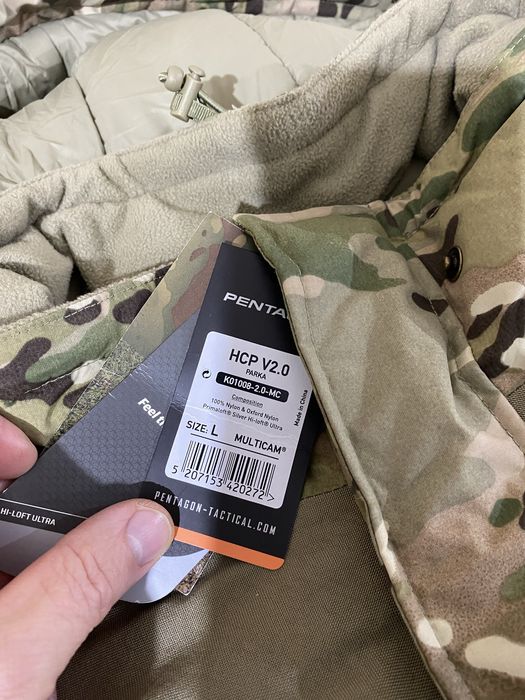 PENTA
HCP V2.0
PARKA
K01008-2.0-MC
Composition
100% Nylon & Oxford Nylon
Primaloft® Silver Hi-loft® Ultra
Made in China
SIZE: L MULTICAM®
5 207153 420272 >
PENTAGON-TACTICAL.COM
Feel
HI-LOFT ULTRA